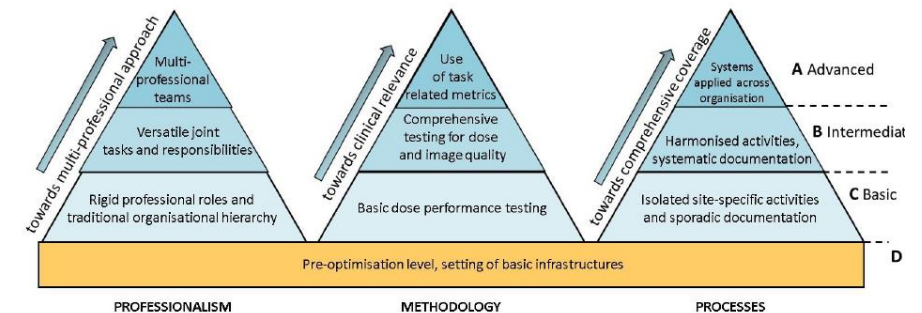 towards multi-professional approach
Multi-
professional
teams
Versatile joint
tasks and responsibilities
Rigid professional roles and
traditional organisational hierarchy
towards clinical relevance
Use
of task
related metrics
Comprehensive
testing for dose
and image quality
Basic dose performance testing
towards comprehensive coverage
Systems
applied across
organisation
Harmonised activities,
systematic documentation
Isolated site-specific activities
and sporadic documentation
A Advanced
B Intermediat
C Basic
D
Pre-optimisation level, setting of basic infrastructures
PROFESSIONALISM
METHODOLOGY
PROCESSES